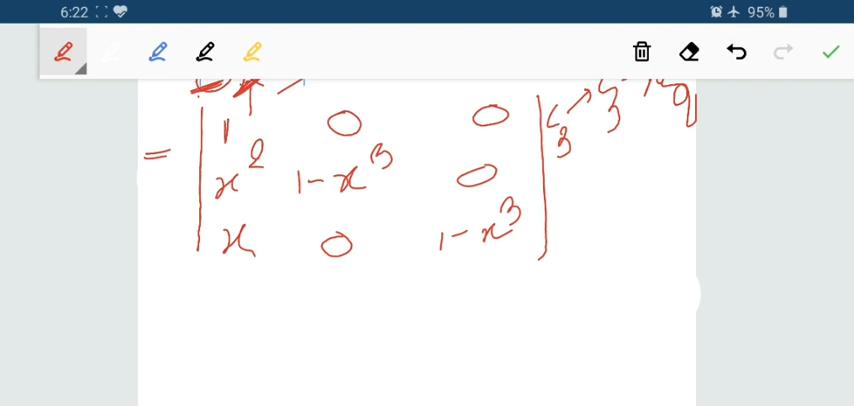 6:22 95%
1 0 0
= x² 1-x³ 0
x 0 1-x³